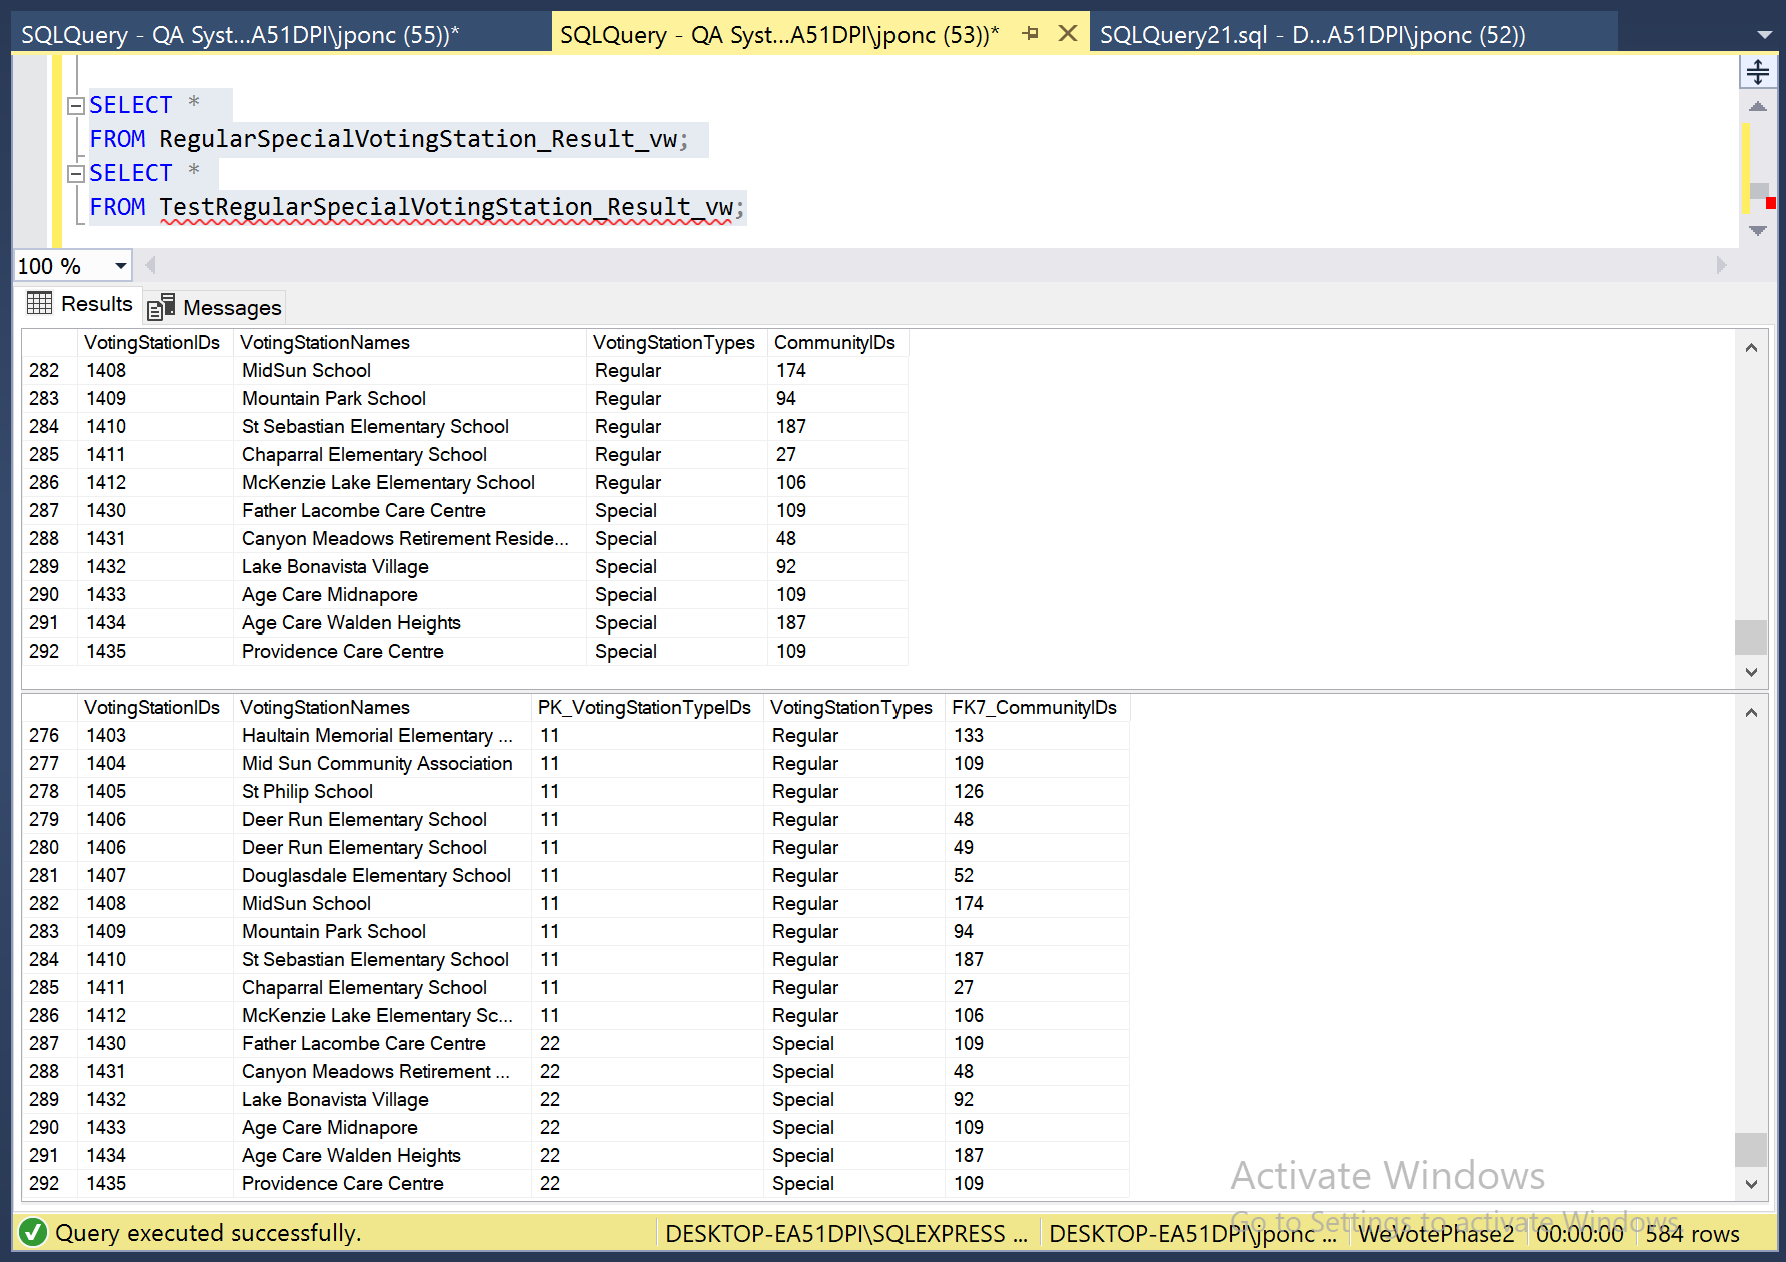 SQLQuery - QA Syst...A51DPI\jponc (55))* SQLQuery - QA Syst...A51DPI\jponc (53))* SQLQuery21.sql - D...A51DPI\jponc (52))
SELECT *
FROM RegularSpecialVotingStation_Result_vw;
SELECT *
FROM TestRegularSpecialVotingStation_Result_vw;
100 %
Results Messages
VotingStationIDs VotingStationNames VotingStationTypes CommunityIDs
282 1408 MidSun School Regular 174
283 1409 Mountain Park School Regular 94
284 1410 St Sebastian Elementary School Regular 187
285 1411 Chaparral Elementary School Regular 27
286 1412 McKenzie Lake Elementary School Regular 106
287 1430 Father Lacombe Care Centre Special 109
288 1431 Canyon Meadows Retirement Reside... Special 48
289 1432 Lake Bonavista Village Special 92
290 1433 Age Care Midnapore Special 109
291 1434 Age Care Walden Heights Special 187
292 1435 Providence Care Centre Special 109
VotingStationIDs VotingStationNames PK_VotingStationTypeIDs VotingStationTypes FK7_CommunityIDs
276 1403 Haultain Memorial Elementary ... 11 Regular 133
277 1404 Mid Sun Community Association 11 Regular 109
278 1405 St Philip School 11 Regular 126
279 1406 Deer Run Elementary School 11 Regular 48
280 1406 Deer Run Elementary School 11 Regular 49
281 1407 Douglasdale Elementary School 11 Regular 52
282 1408 MidSun School 11 Regular 174
283 1409 Mountain Park School 11 Regular 94
284 1410 St Sebastian Elementary School 11 Regular 187
285 1411 Chaparral Elementary School 11 Regular 27
286 1412 McKenzie Lake Elementary Sc... 11 Regular 106
287 1430 Father Lacombe Care Centre 22 Special 109
288 1431 Canyon Meadows Retirement ... 22 Special 48
289 1432 Lake Bonavista Village 22 Special 92
290 1433 Age Care Midnapore 22 Special 109
291 1434 Age Care Walden Heights 22 Special 187
292 1435 Providence Care Centre 22 Special 109
Activate Windows
Go to Settings to activate Windows.
Query executed successfully. DESKTOP-EA51DPI\SQLEXPRESS ... DESKTOP-EA51DPI\jponc ... WeVotePhase2 00:00:00 584 rows